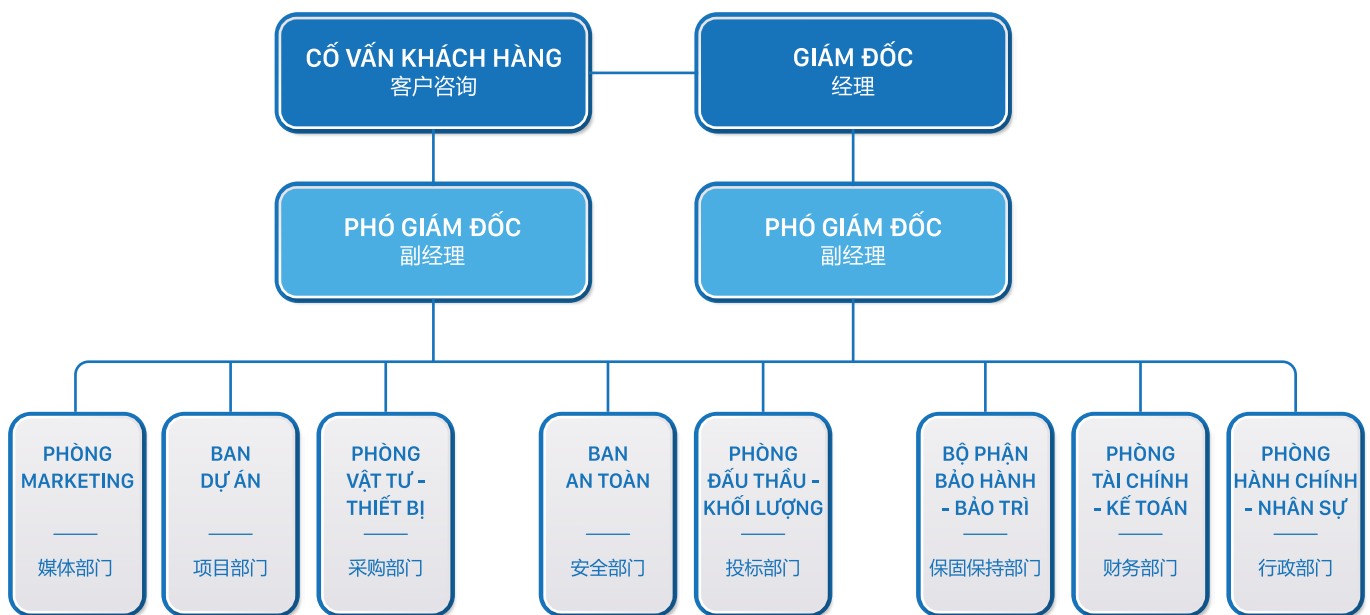 CỐ VẤN KHÁCH HÀNG
客户咨询
GIÁM ĐỐC
经理
PHÓ GIÁM ĐỐC
副经理
PHÓ GIÁM ĐỐC
副经理
PHÒNG
MARKETING
媒体部门
BAN
DỰ ÁN
项目部门
PHÒNG
VẬT TƯ -
THIẾT BỊ
采购部门
BAN
AN TOÀN
安全部门
PHÒNG
ĐẤU THẦU -
KHỐI LƯỢNG
投标部门
BỘ PHẬN
BẢO HÀNH
- BẢO TRÌ
保固保持部门
PHÒNG
TÀI CHÍNH
- KẾ TOÁN
财务部门
PHÒNG
HÀNH CHÍNH
- NHÂN SỰ
行政部门